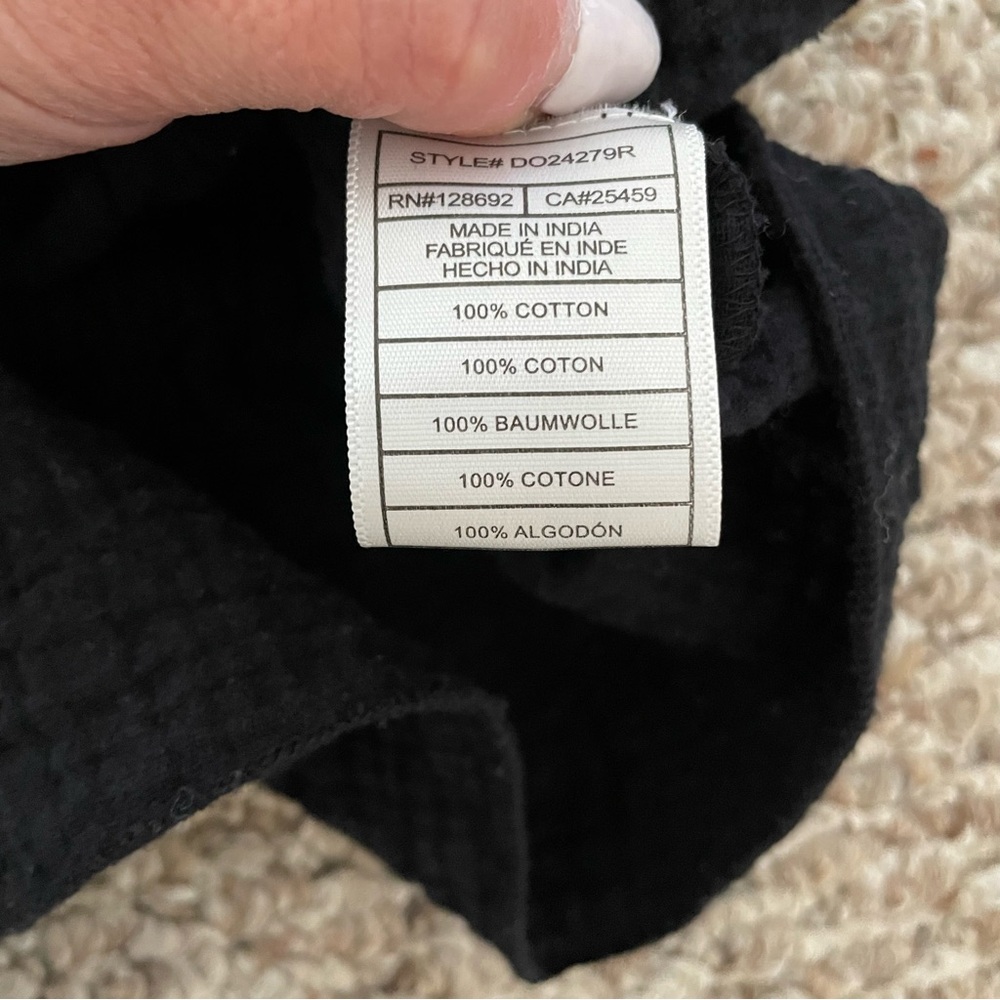 STYLE# DO24279R
RN#128692 CA#25459
MADE IN INDIA
FABRIQUÉ EN INDE
HECHO EN INDIA
100% COTTON
100% COTON
100% BAUMWOLLE
100% COTONE
100% ALGODÓN